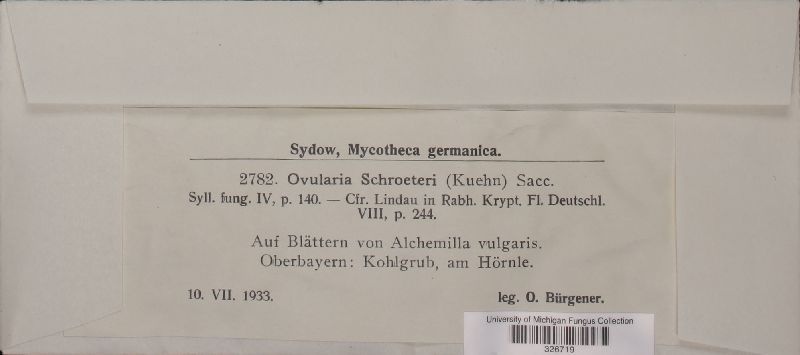 Sydow, Mycotheca germanica.
2782. Ovularia Schroeteri (Kuehn) Sacc.
Syll. fung. IV, p. 140. — Cfr. Lindau in Rabh. Krypt. Fl. Deutschl.
VIII, p. 244.
Auf Blättern von Alchemilla vulgaris.
Oberbayern: Kohlgrub, am Hörnle.
10. VII. 1933. leg. O. Bürgener.
University of Michigan Fungus Collection
326719